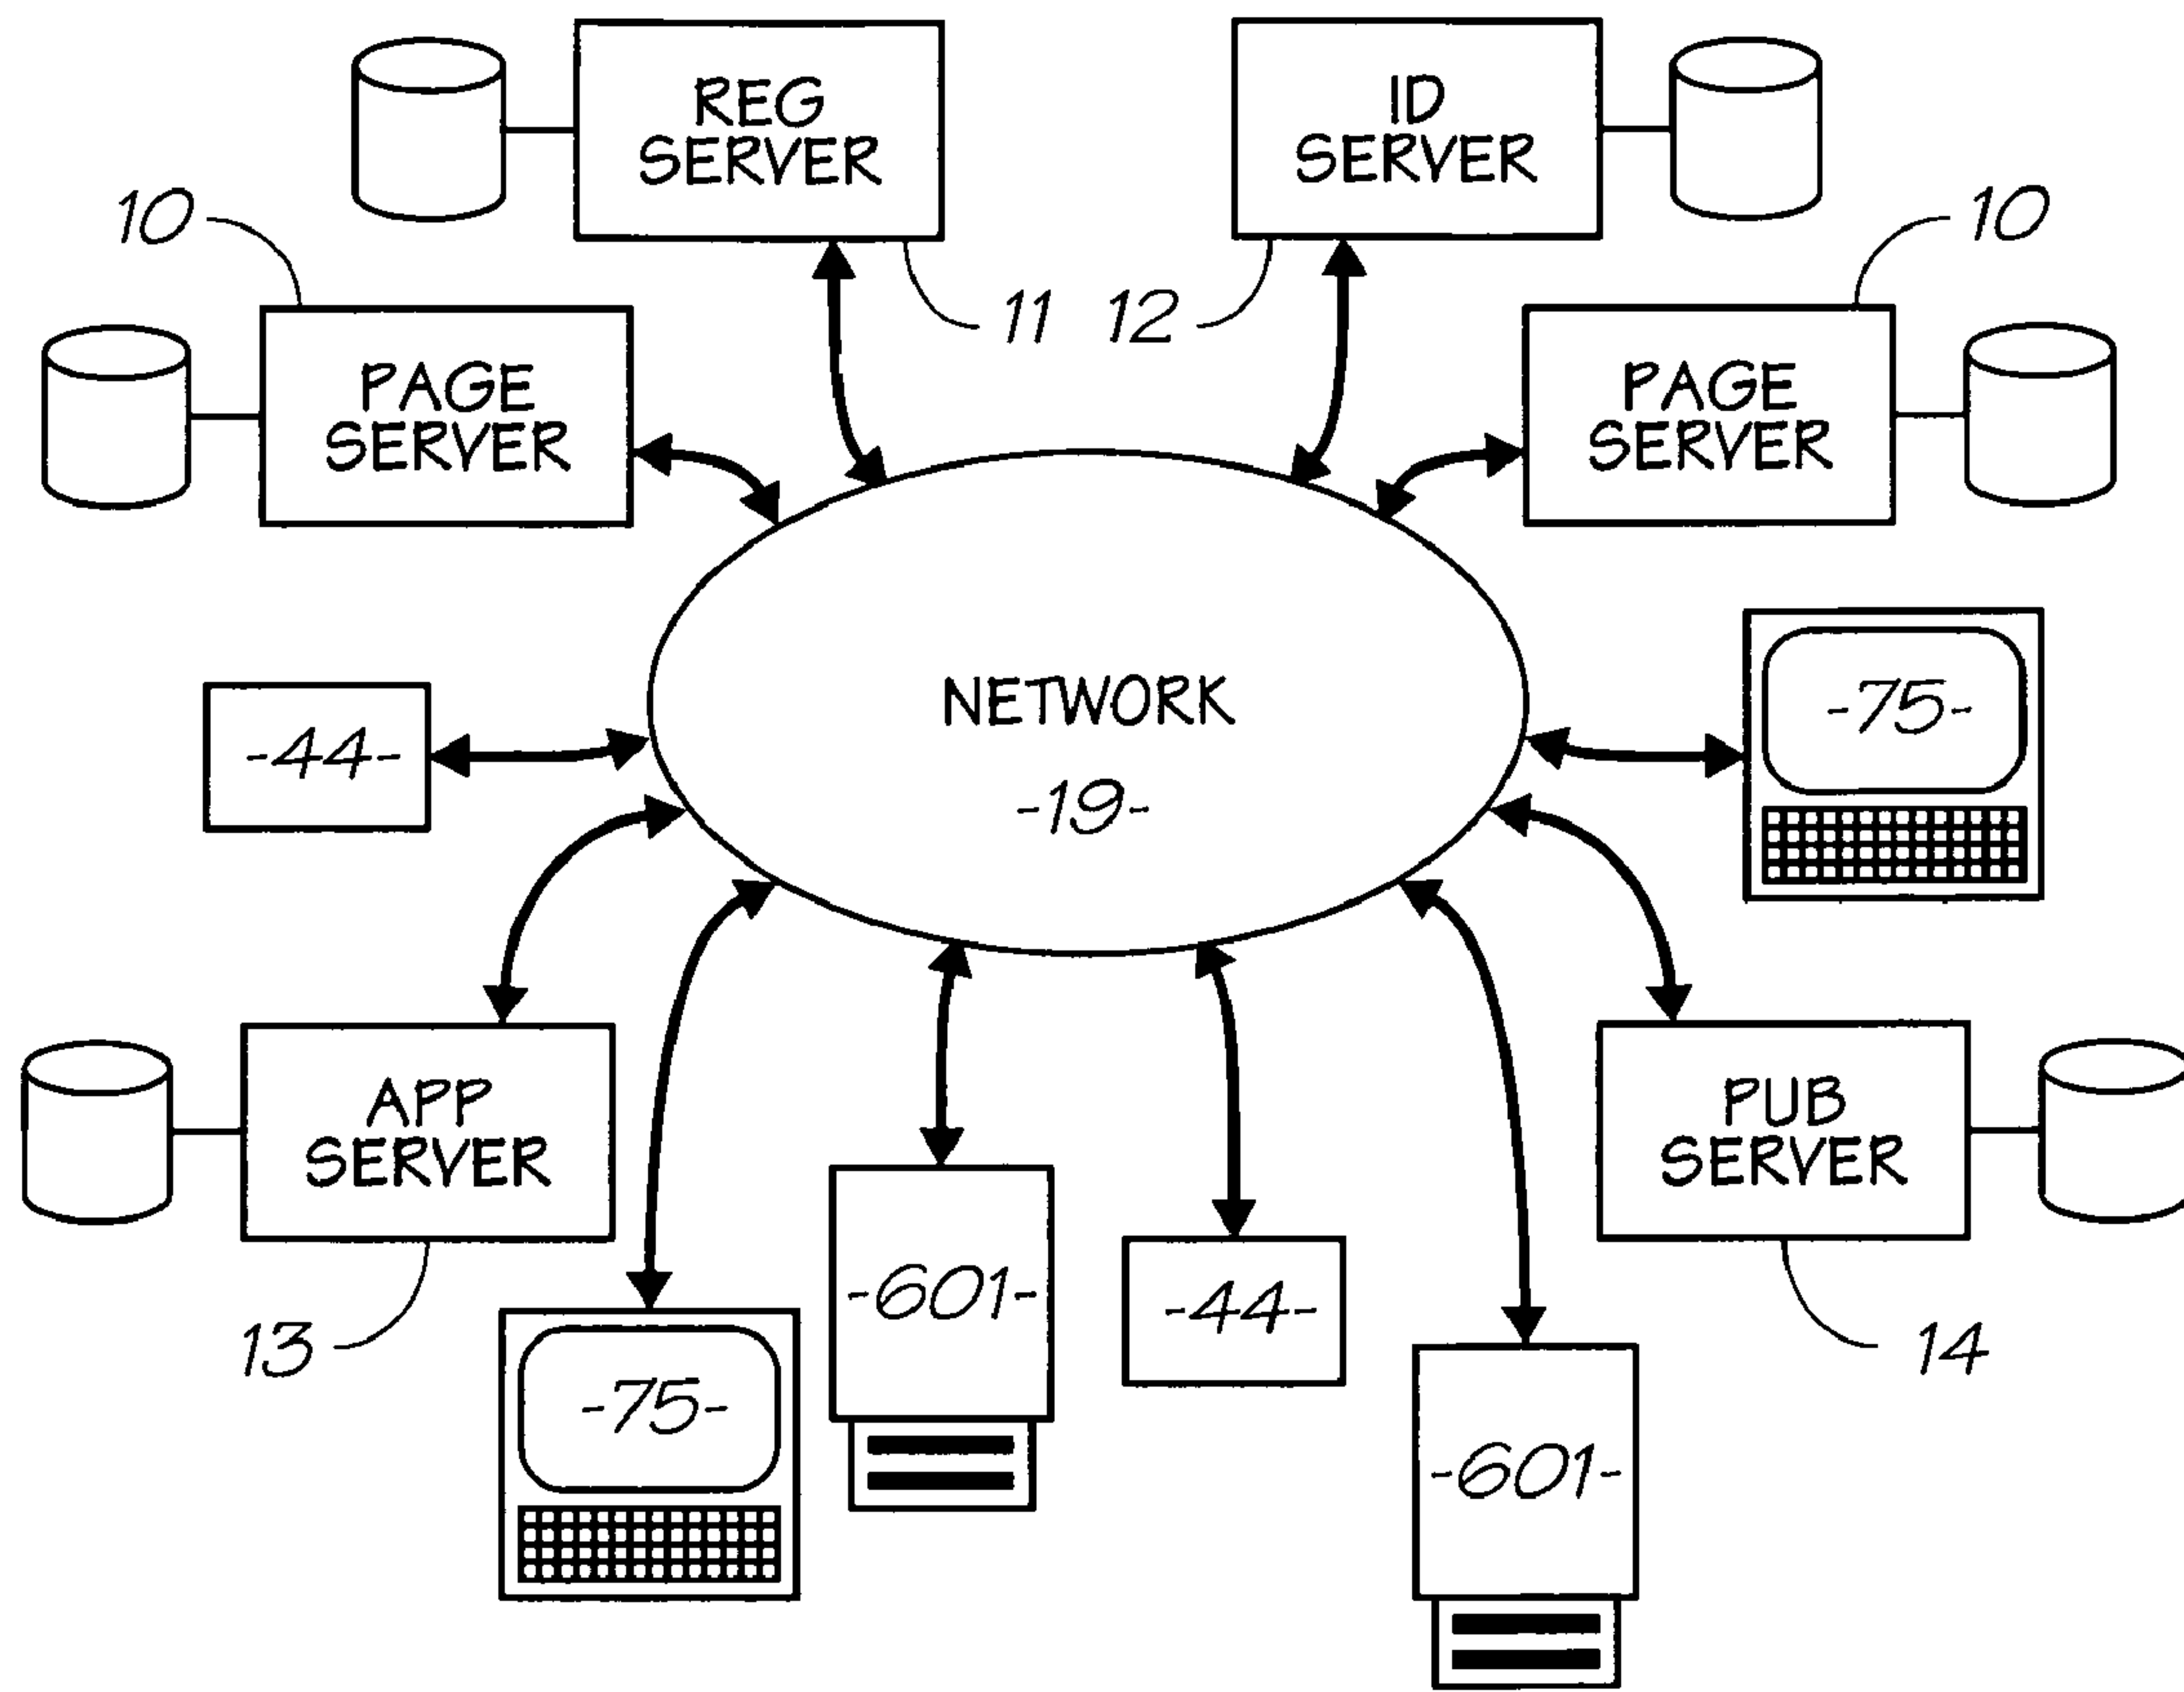 REG
SERVER
ID
SERVER
10
10
11
12
PAGE
SERVER
PAGE
SERVER
NETWORK
-19-
-44-
-75-
APP
SERVER
PUB
SERVER
-601-
-44-
13
14
-75-
-601-